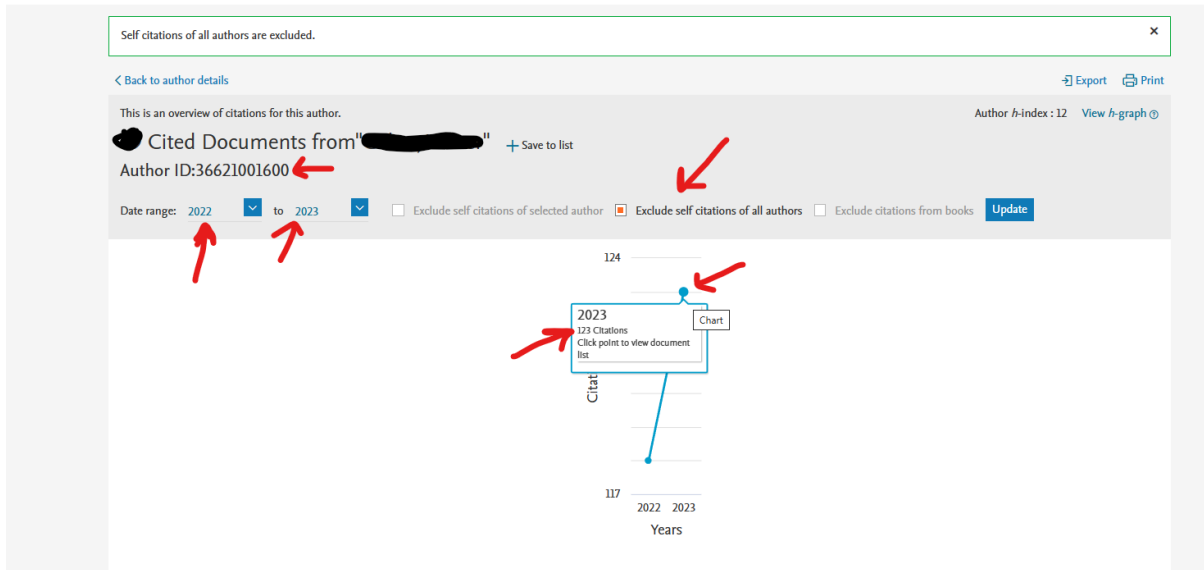 Self citations of all authors are excluded. ×
Back to author details Export Print
This is an overview of citations for this author. Author h-index : 12 View h-graph
Cited Documents from" " + Save to list
Author ID:36621001600
Date range: 2022 to 2023 Exclude self citations of selected author Exclude self citations of all authors Exclude citations from books Update
124
2023
123 Citations
Click point to view document
list
Chart
Citat
117
2022 2023
Years